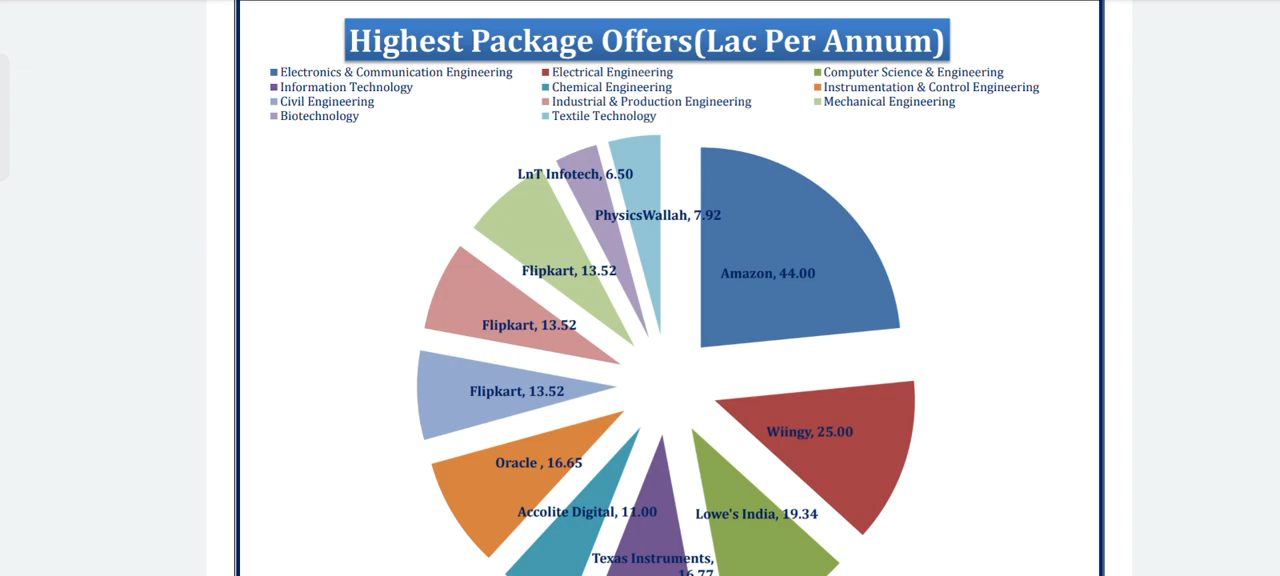 Highest Package Offers(Lac Per Annum)
Electronics & Communication Engineering
Electrical Engineering
Computer Science & Engineering
Information Technology
Chemical Engineering
Instrumentation & Control Engineering
Civil Engineering
Industrial & Production Engineering
Mechanical Engineering
Biotechnology
Textile Technology
LnT Infotech, 6.50
PhysicsWallah, 7.92
Flipkart, 13.52
Amazon, 44.00
Flipkart, 13.52
Flipkart, 13.52
Wiingy, 25.00
Oracle , 16.65
Accolite Digital, 11.00
Lowe's India, 19.34
Texas Instruments,
16.77